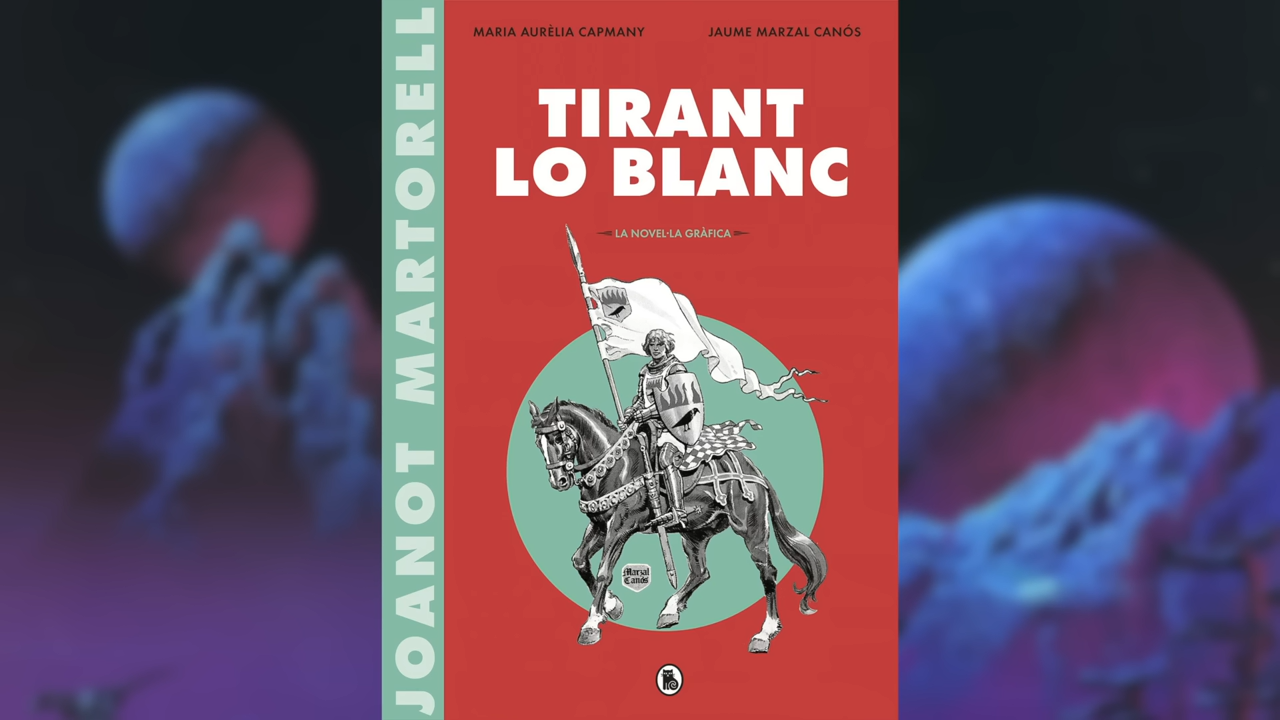 JOANOT MARTORELL
MARIA AURÈLIA CAPMANY
JAUME MARZAL CANÓS
TIRANT
LO BLANC
LA NOVEL·LA GRÀFICA
Marzal
Canós